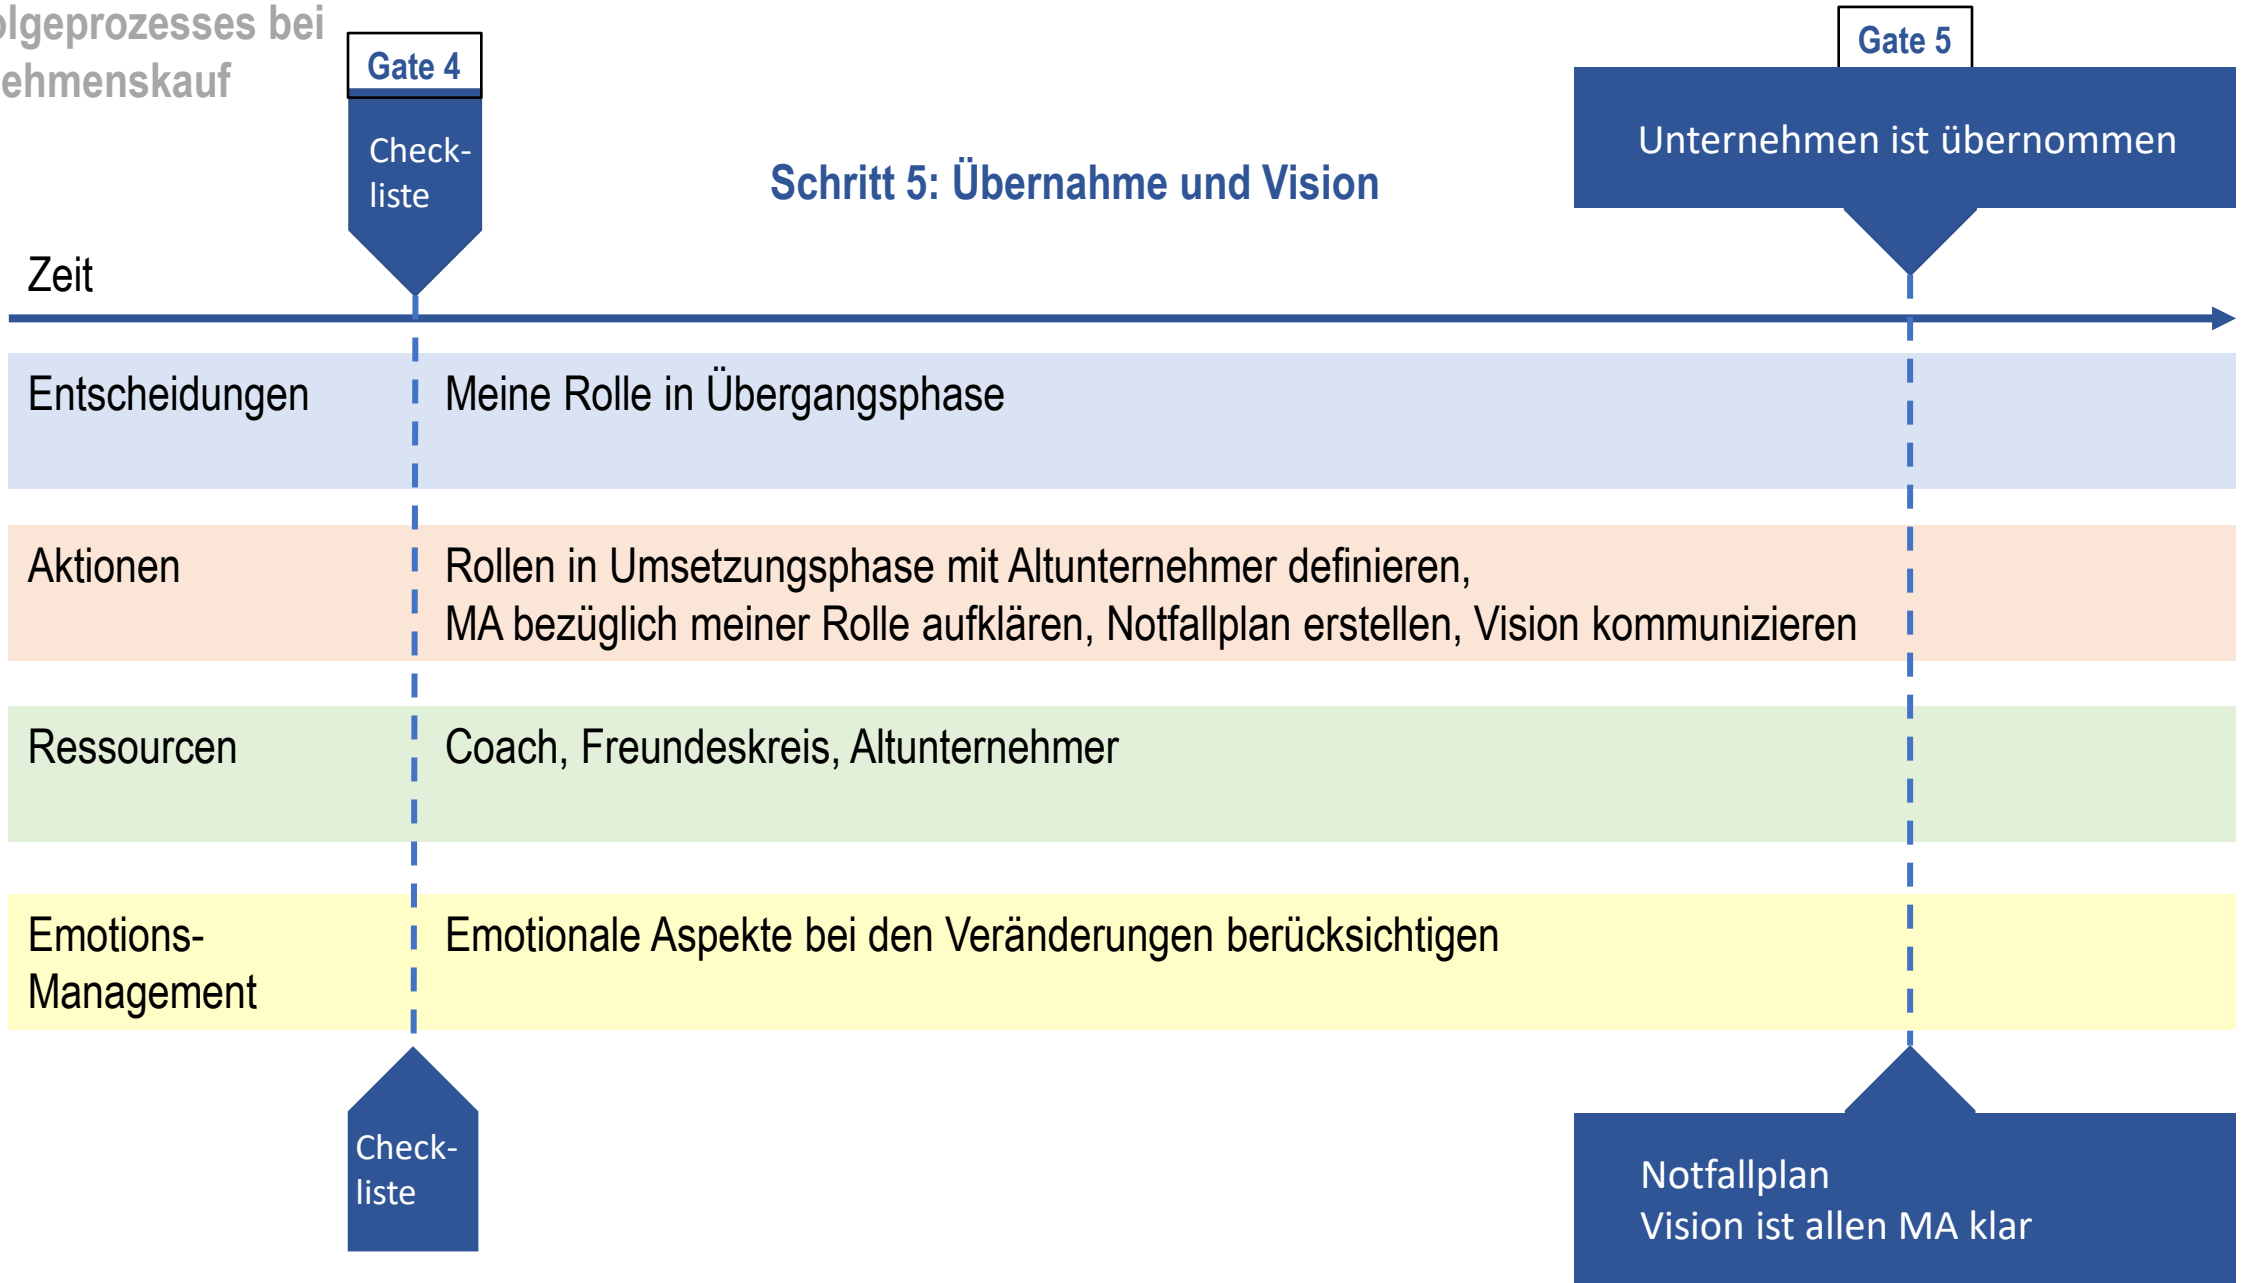 olgeprozesses bei
ehmenskauf
Gate 4
Check-
liste
Schritt 5: Übernahme und Vision
Gate 5
Unternehmen ist übernommen
Zeit
Entscheidungen
Meine Rolle in Übergangsphase
Aktionen
Rollen in Umsetzungsphase mit Altunternehmer definieren,
MA bezüglich meiner Rolle aufklären, Notfallplan erstellen, Vision kommunizieren
Ressourcen
Coach, Freundeskreis, Altunternehmer
Emotions-
Management
Emotionale Aspekte bei den Veränderungen berücksichtigen
Check-
liste
Notfallplan
Vision ist allen MA klar